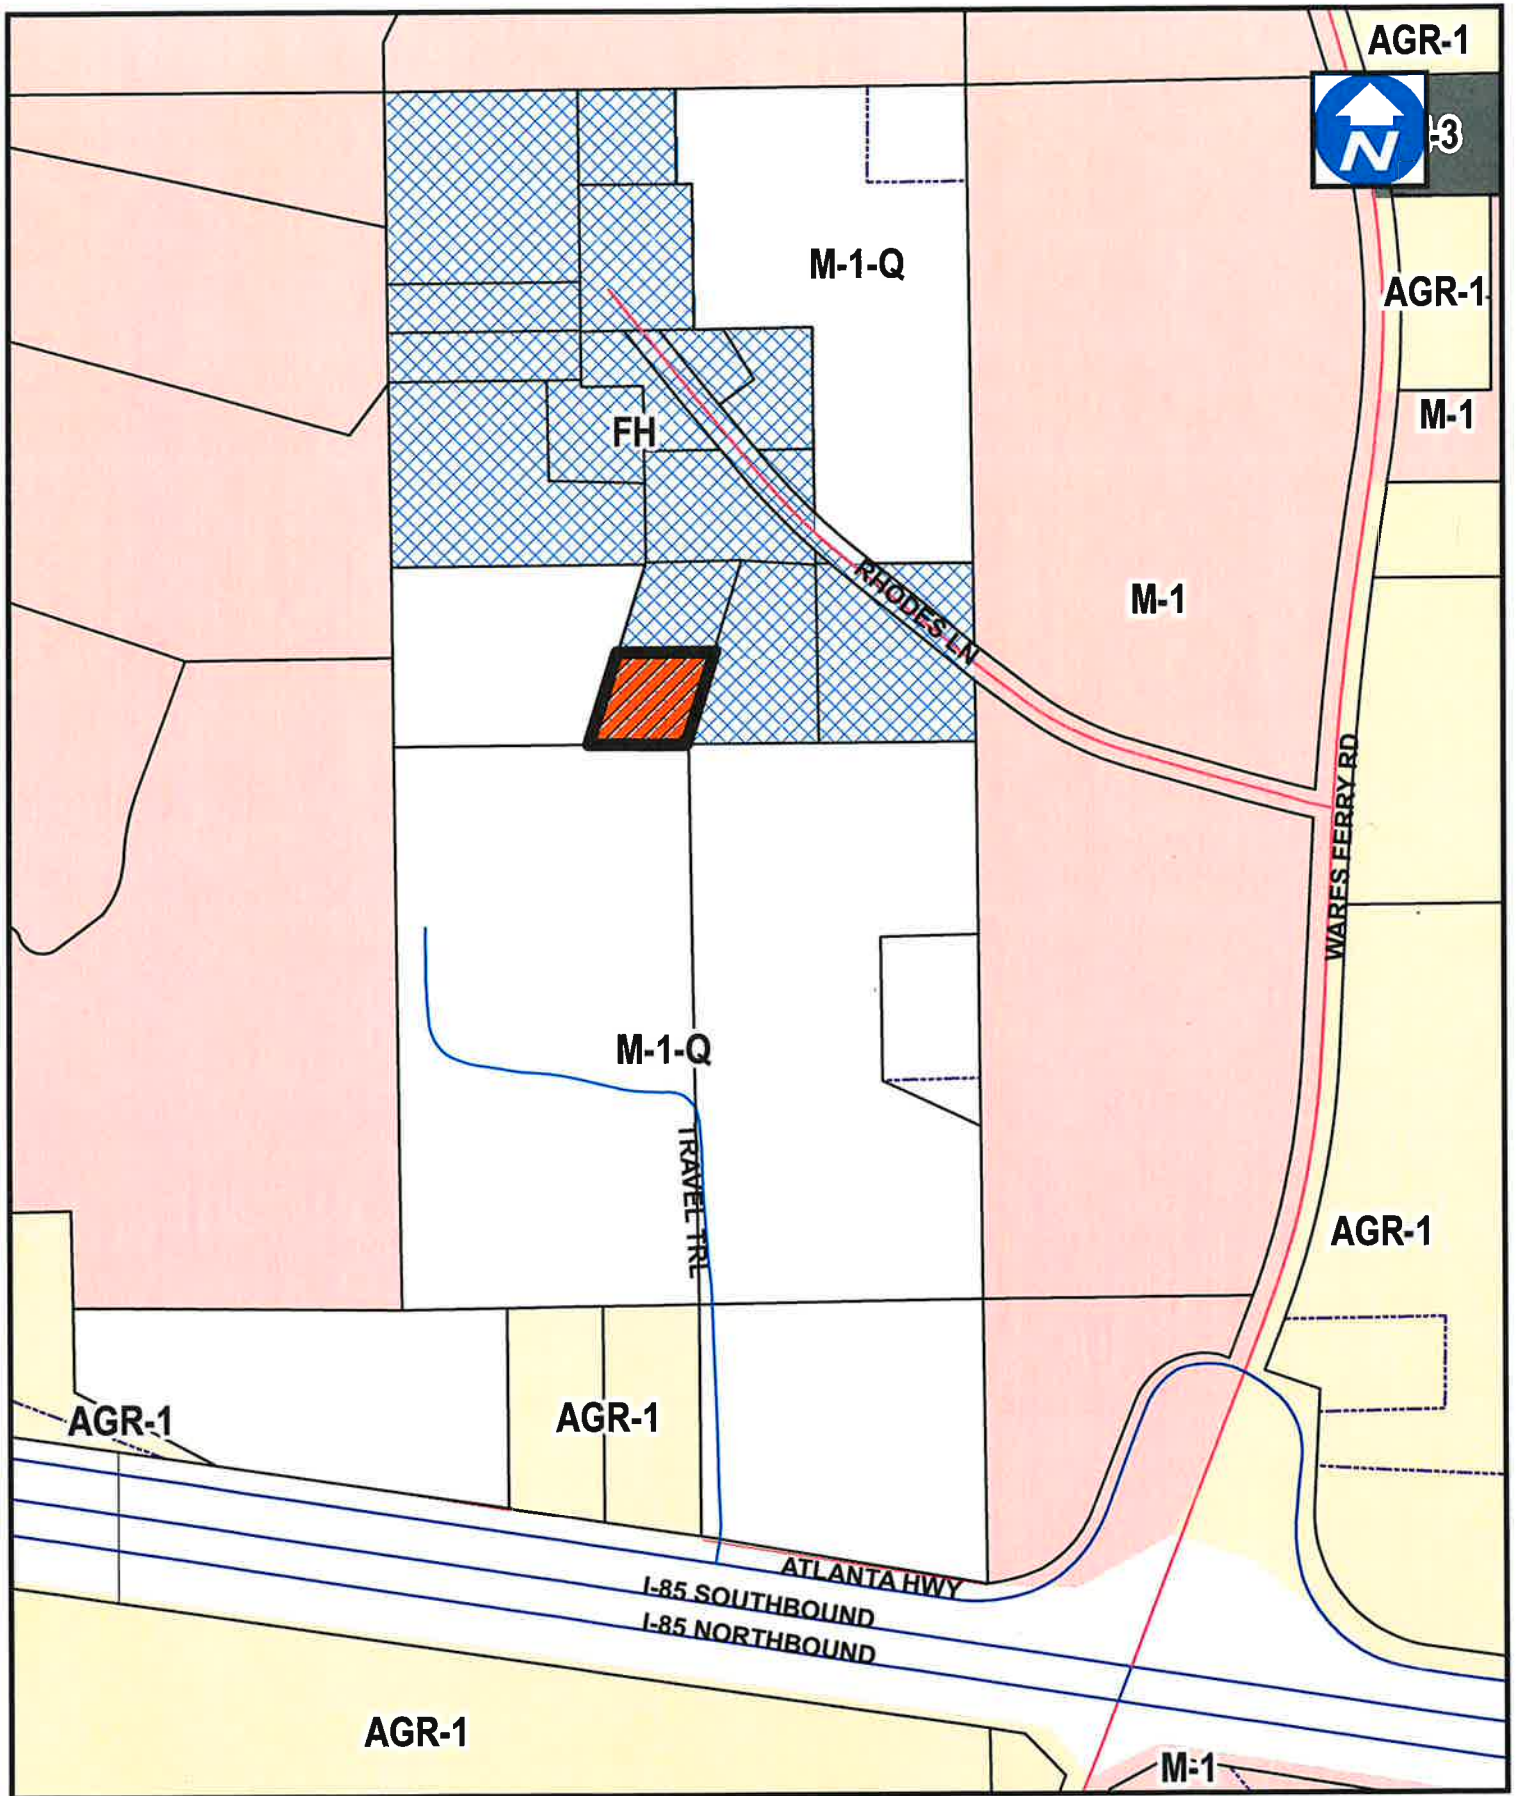 AGR-1
N
-3
M-1-Q
AGR-1
M-1
FH
RHODES LN
M-1
WARES FERRY RD
M-1-Q
TRAVEL TRL
AGR-1
AGR-1
AGR-1
ATLANTA HWY
I-85 SOUTHBOUND
I-85 NORTHBOUND
AGR-1
M-1